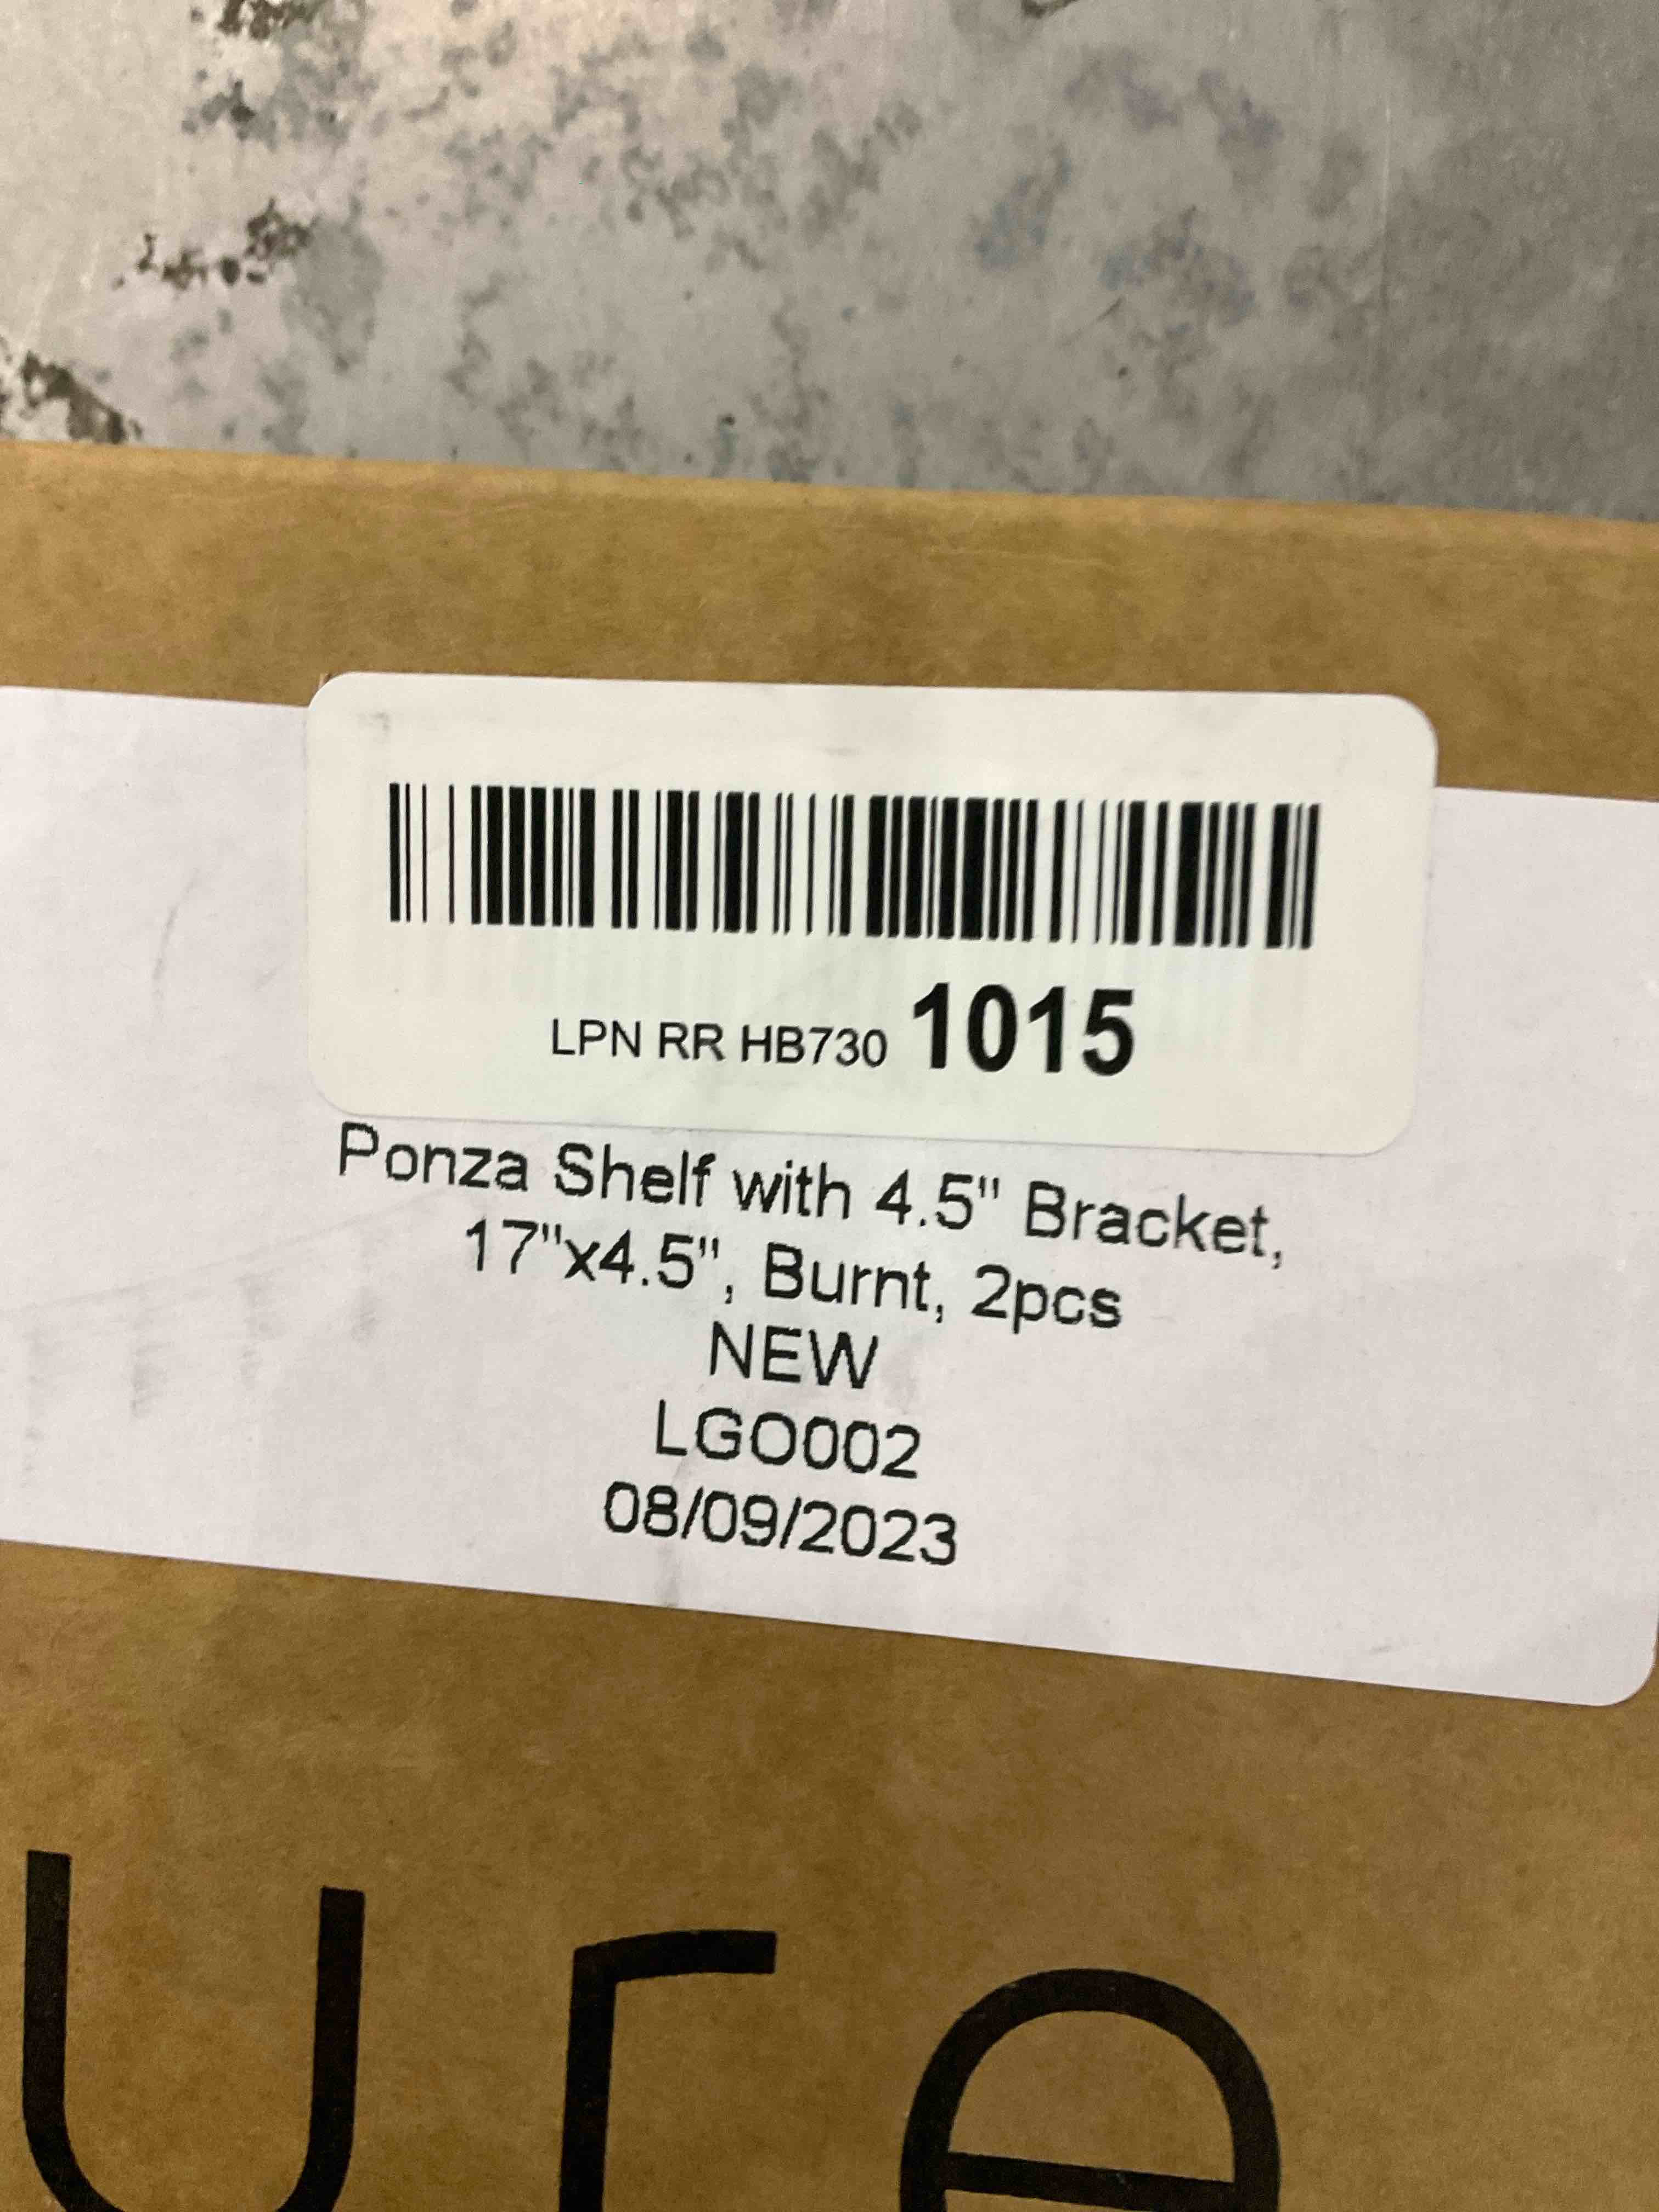 LPN RR HB730 1015
Ponza Shelf with 4.5" Bracket,
17"x4.5", Burnt, 2pcs
NEW
LGO002
08/09/2023
ure